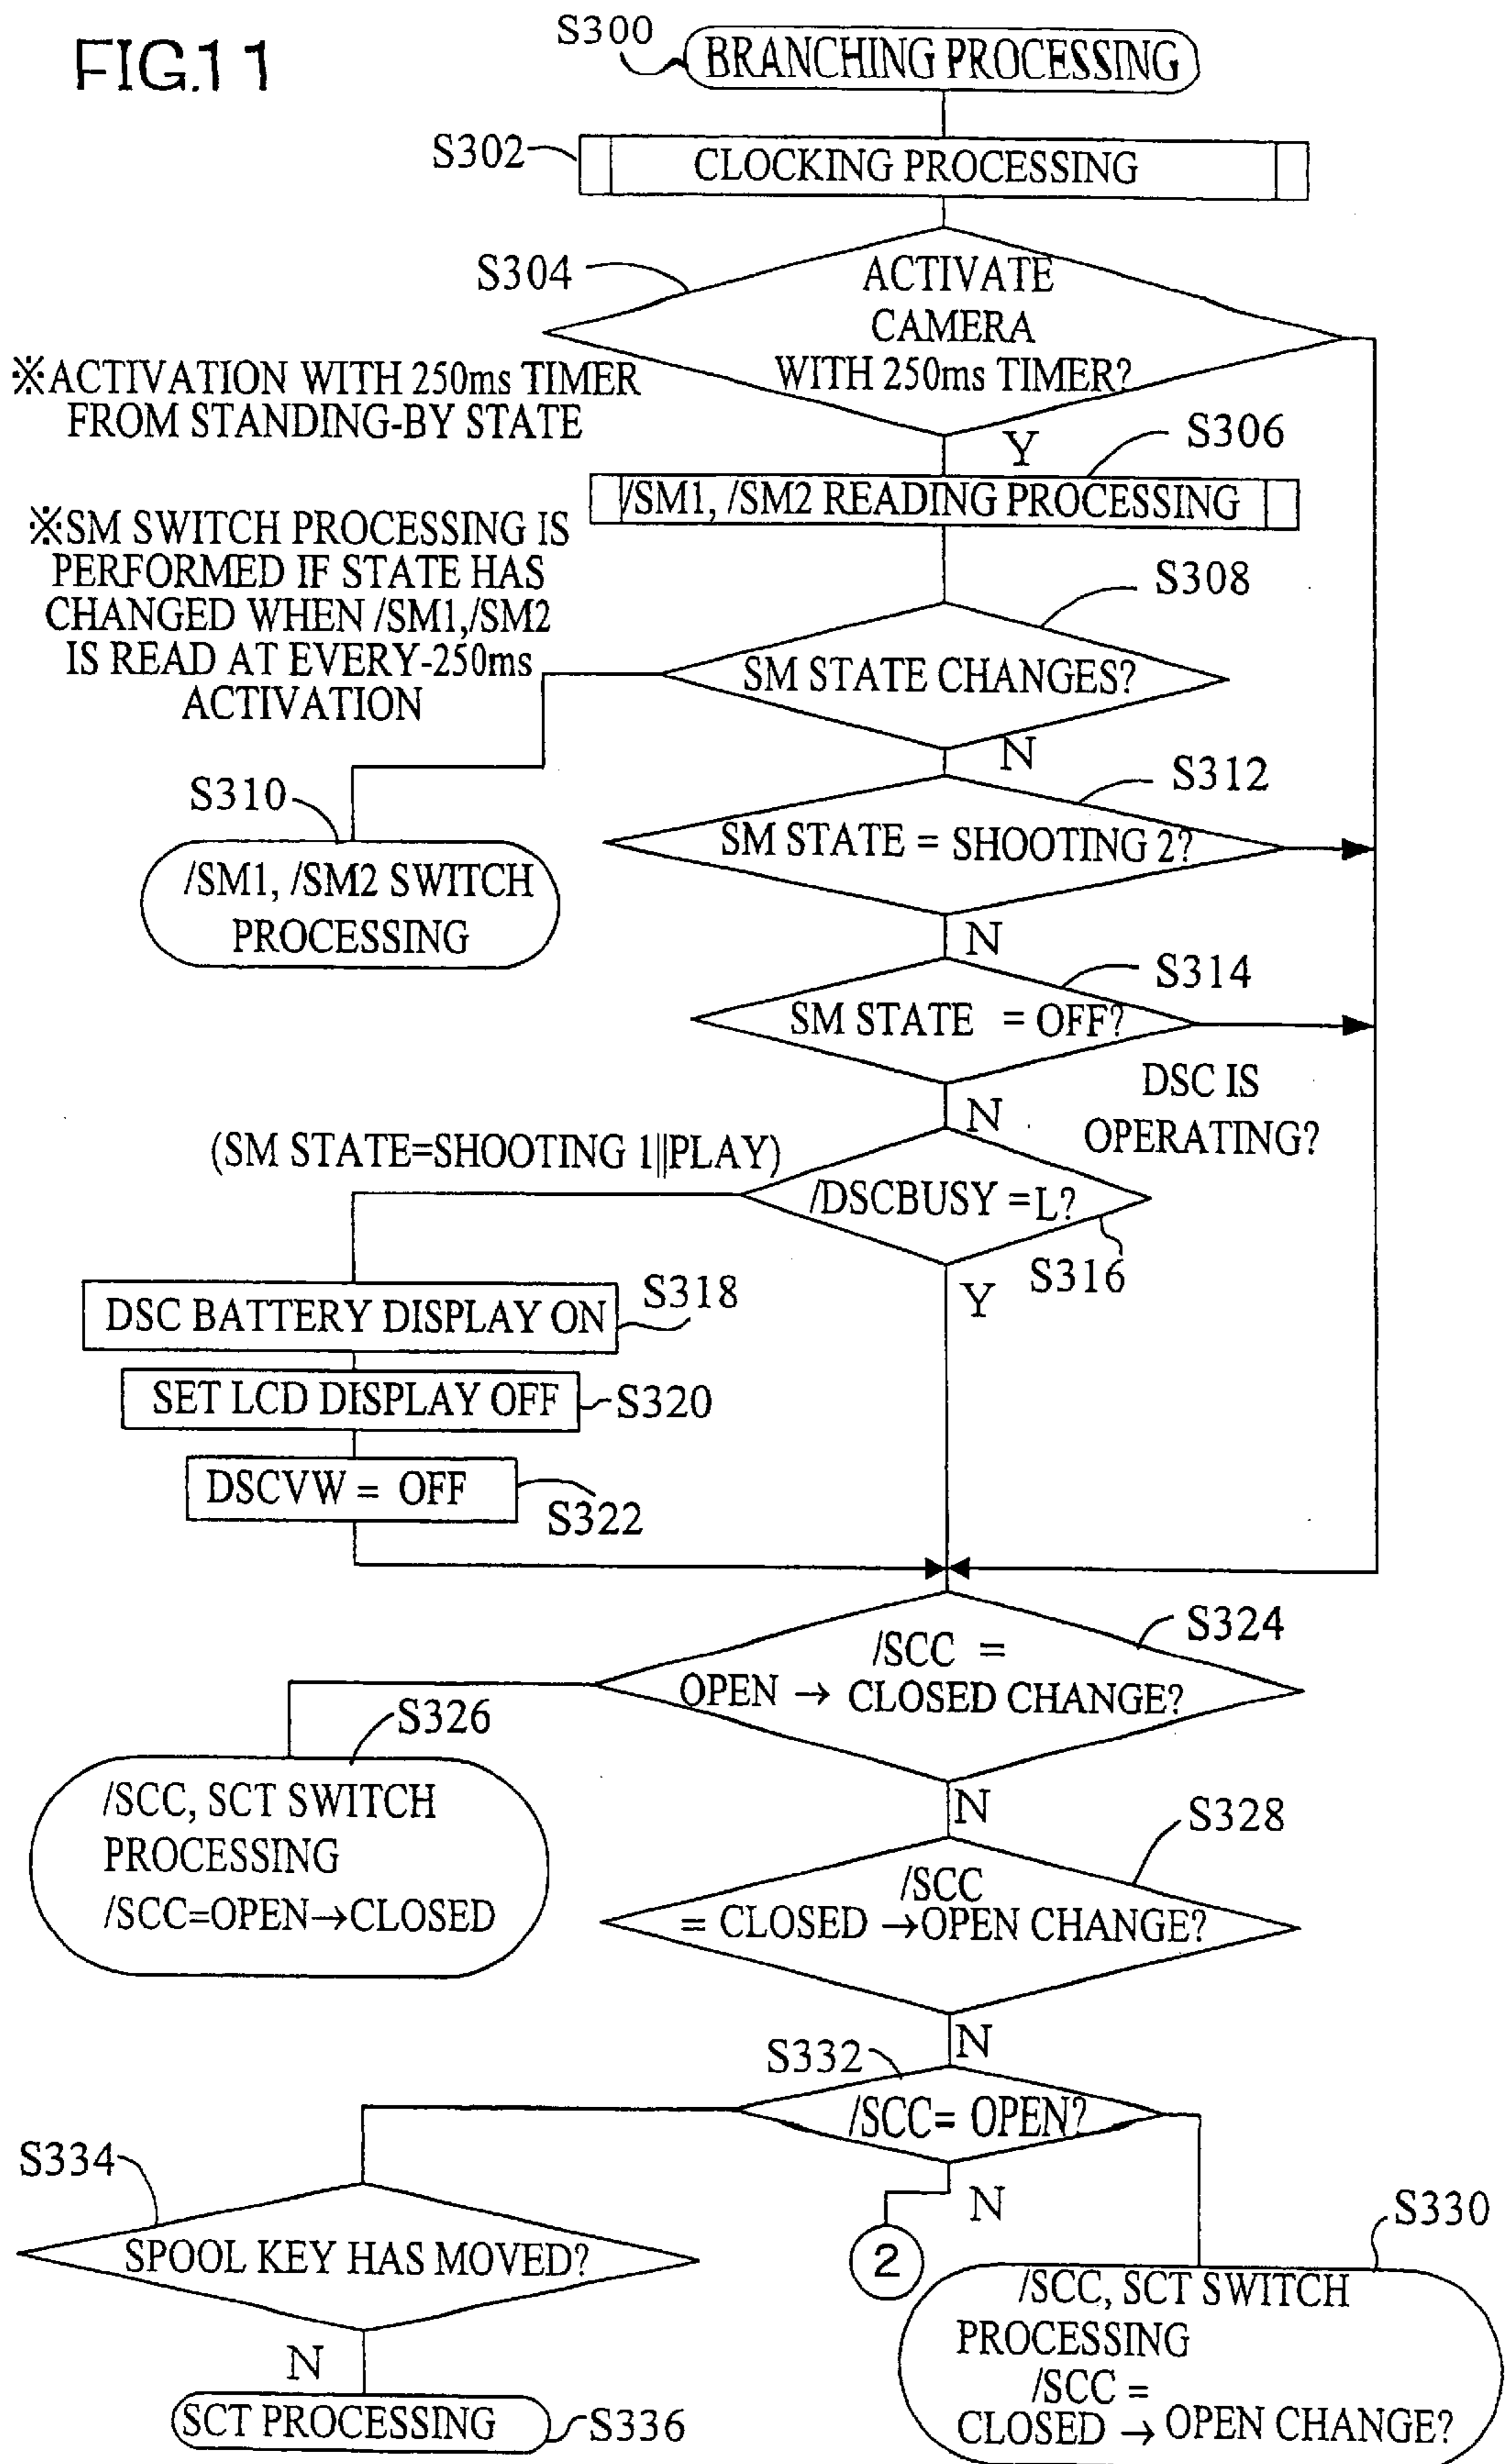 FIG.11
S300
BRANCHING PROCESSING
S302
CLOCKING PROCESSING
S304
ACTIVATE
CAMERA
WITH 250ms TIMER?
※ACTIVATION WITH 250ms TIMER
FROM STANDING-BY STATE
Y
S306
/SM1, /SM2 READING PROCESSING
※SM SWITCH PROCESSING IS
PERFORMED IF STATE HAS
CHANGED WHEN /SM1,/SM2
IS READ AT EVERY-250ms
ACTIVATION
S308
SM STATE CHANGES?
N
S310
/SM1, /SM2 SWITCH
PROCESSING
S312
SM STATE = SHOOTING 2?
N
S314
SM STATE = OFF?
N
DSC IS
OPERATING?
(SM STATE=SHOOTING 1||PLAY)
/DSCBUSY =L?
S316
Y
DSC BATTERY DISPLAY ON
S318
SET LCD DISPLAY OFF
S320
DSCVW = OFF
S322
S324
/SCC =
OPEN → CLOSED CHANGE?
S326
/SCC, SCT SWITCH
PROCESSING
/SCC=OPEN→CLOSED
N
S328
/SCC
= CLOSED →OPEN CHANGE?
N
S332
/SCC= OPEN?
S334
SPOOL KEY HAS MOVED?
N
2
S330
/SCC, SCT SWITCH
PROCESSING
/SCC =
CLOSED → OPEN CHANGE?
N
SCT PROCESSING
S336